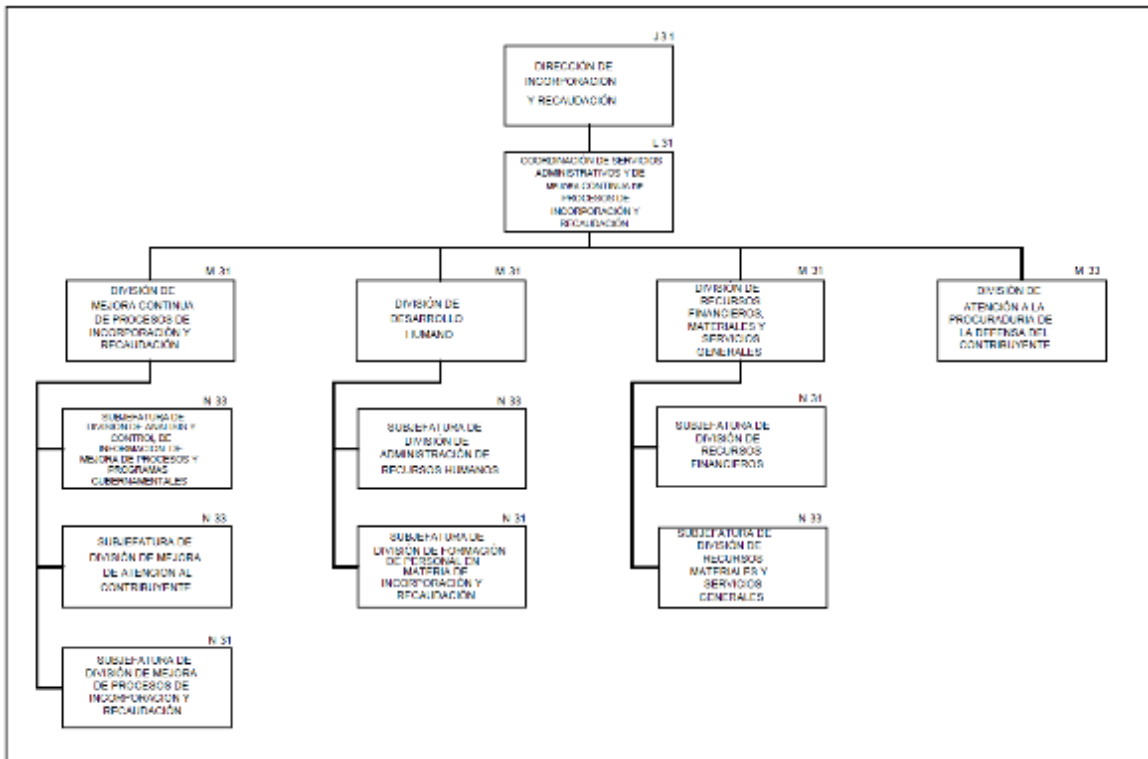 J 31
DIRECCIÓN DE
INCORPORACIÓN
Y RECAUDACIÓN
L 31
COORDINACIÓN DE SERVICIOS
ADMINISTRATIVOS Y DE
MEJORA CONTINUA DE
PROCESOS DE
INCORPORACIÓN Y
RECAUDACIÓN
M 31
DIVISIÓN DE
MEJORA CONTINUA
DE PROCESOS DE
INCORPORACIÓN Y
RECAUDACIÓN
M 31
DIVISIÓN DE
DESARROLLO
HUMANO
M 31
DIVISIÓN DE
RECURSOS
FINANCIEROS,
MATERIALES Y
SERVICIOS
GENERALES
M 33
DIVISIÓN DE
ATENCIÓN A LA
PROCURADURIA DE
LA DEFENSA DEL
CONTRIBUYENTE
N 33
SUBJEFATURA DE
DIVISIÓN DE ANÁLISIS Y
CONTROL DE
INFORMACIÓN DE
MEJORA DE PROCESOS Y
PROGRAMAS
GUBERNAMENTALES
N 33
SUBJEFATURA DE
DIVISIÓN DE
ADMINISTRACIÓN DE
RECURSOS HUMANOS
N 31
SUBJEFATURA DE
DIVISIÓN DE
RECURSOS
FINANCIEROS
N 33
SUBJEFATURA DE
DIVISIÓN DE MEJORA
DE ATENCIÓN AL
CONTRIBUYENTE
N 31
SUBJEFATURA DE
DIVISIÓN DE FORMACIÓN
DE PERSONAL EN
MATERIA DE
INCORPORACIÓN Y
RECAUDACIÓN
N 33
SUBJEFATURA DE
DIVISIÓN DE
RECURSOS
MATERIALES Y
SERVICIOS
GENERALES
N 31
SUBJEFATURA DE
DIVISIÓN DE MEJORA
DE PROCESOS DE
INCORPORACIÓN Y
RECAUDACIÓN